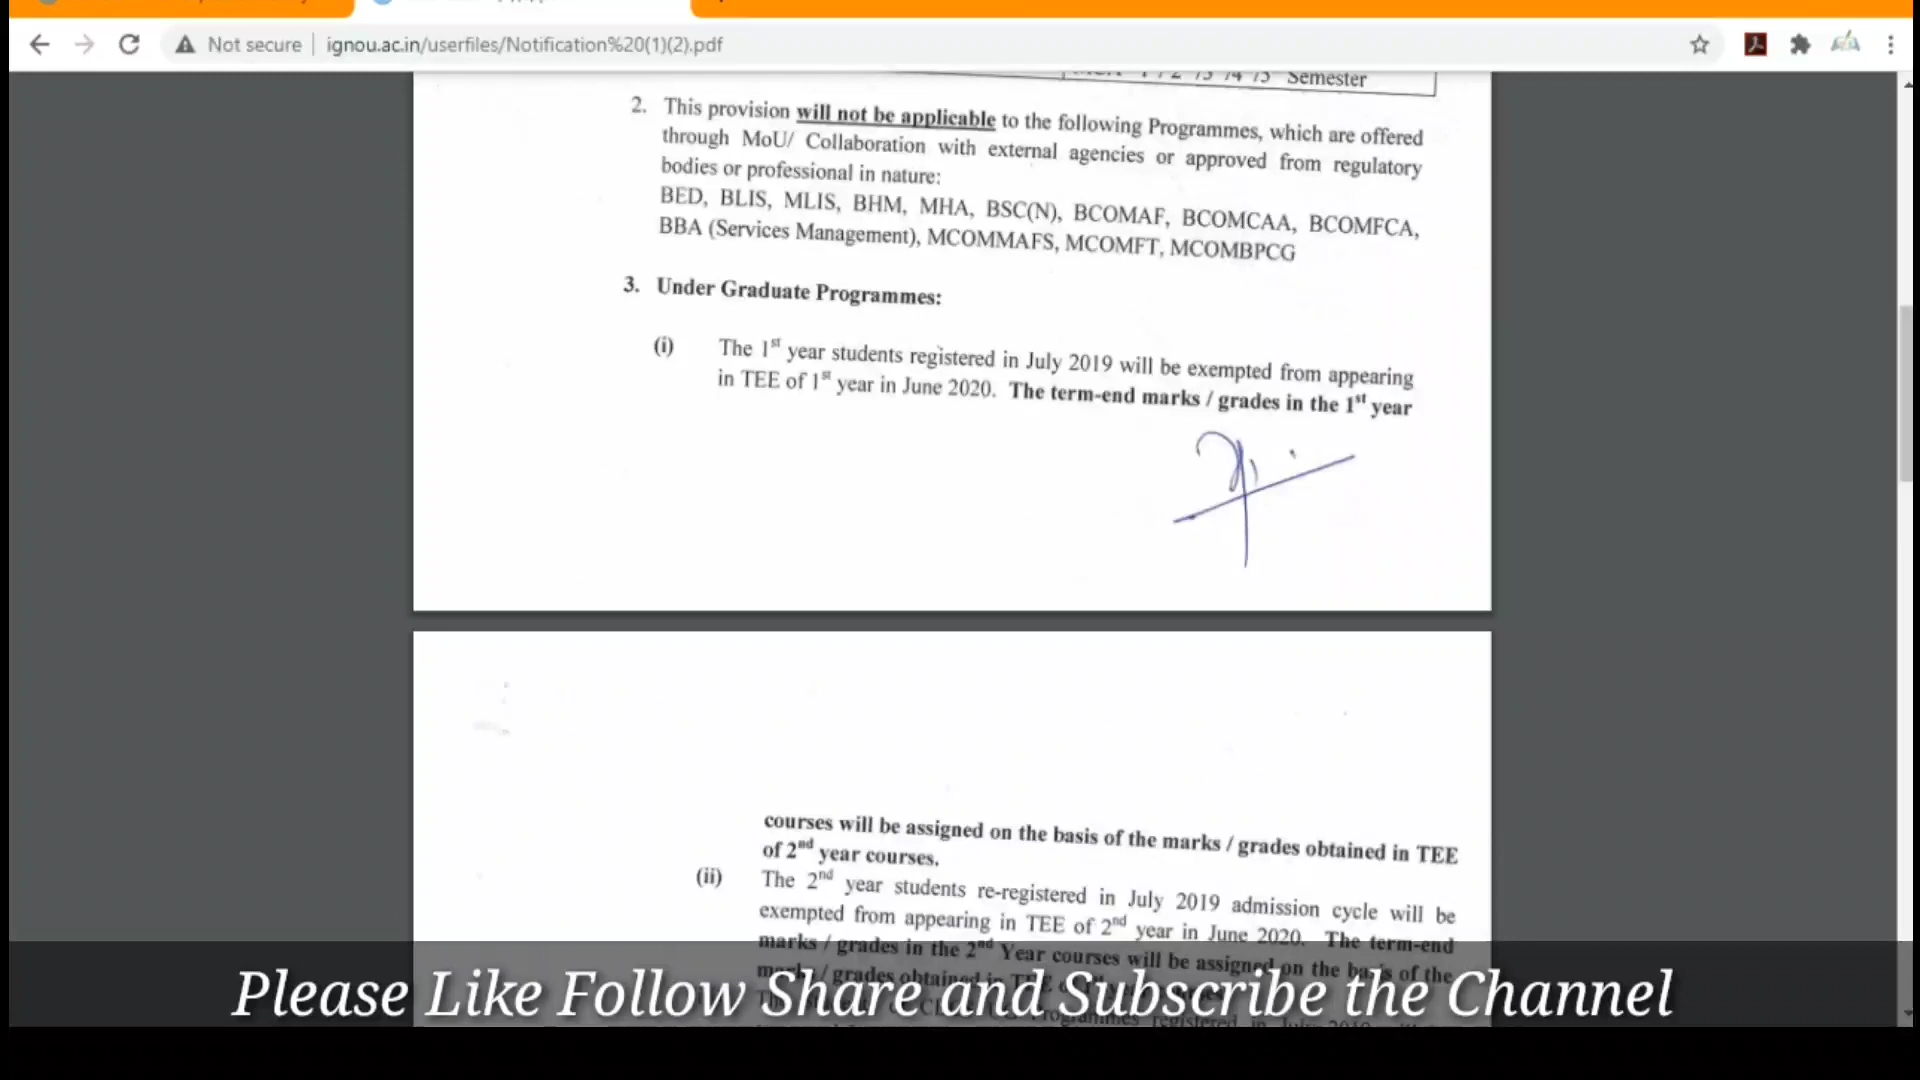 Not secure
ignou.ac.in/userfiles/Notification%20(1)(2).pdf
Semester
2. This provision will not be applicable to the following Programmes, which are offered
through MoU/ Collaboration with external agencies or approved from regulatory
bodies or professional in nature:
BED, BLIS, MLIS, BHM, MHA, BSC(N), BCOMAF, BCOMCAA, BCOMFCA,
BBA (Services Management), MCOMMAFS, MCOMFT, MCOMBPCG
3. Under Graduate Programmes:
(i) The 1st year students registered in July 2019 will be exempted from appearing
in TEE of 1st year in June 2020. The term-end marks / grades in the 1st year
courses will be assigned on the basis of the marks / grades obtained in TEE
of 2nd year courses.
(ii) The 2nd year students re-registered in July 2019 admission cycle will be
exempted from appearing in TEE of 2nd year in June 2020. The term-end
marks / grades in the 2nd Year courses will be assigned on the basis of the
marks / grades obtained in TEE
Programmes registered in
Please Like Follow Share and Subscribe the Channel